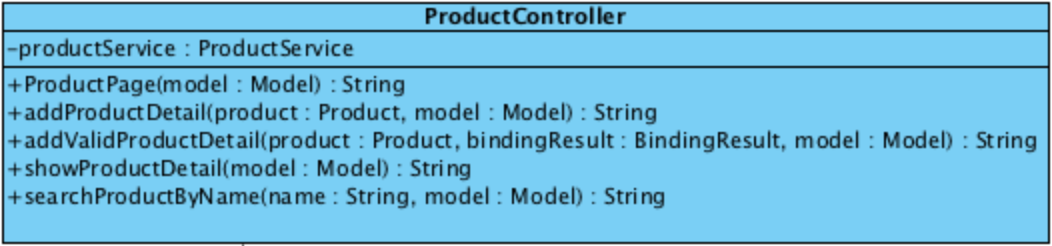 ProductController
-productService : ProductService
+ProductPage(model : Model) : String
+addProductDetail(product : Product, model : Model) : String
+addValidProductDetail(product : Product, bindingResult : BindingResult, model : Model) : String
+showProductDetail(model : Model) : String
+searchProductByName(name : String, model : Model) : String